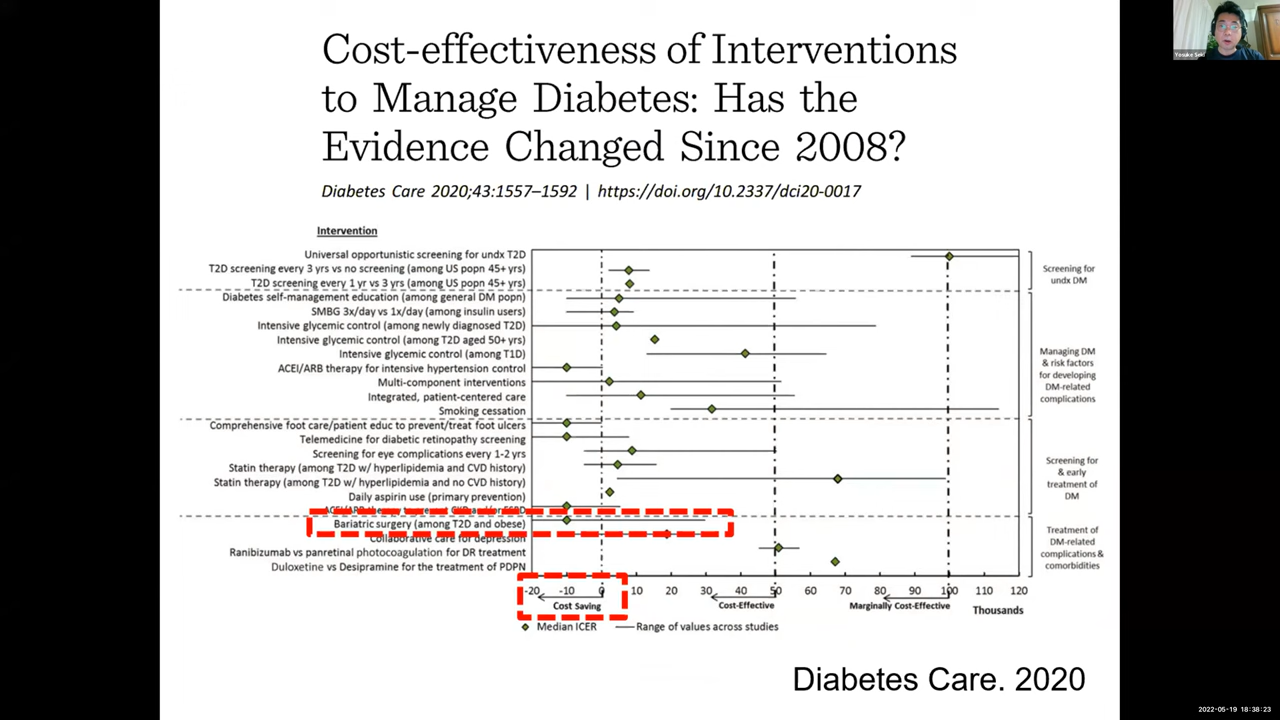 Cost-effectiveness of Interventions
to Manage Diabetes: Has the
Evidence Changed Since 2008?
Diabetes Care 2020;43:1557–1592 | https://doi.org/10.2337/dci20-0017
Intervention
Universal opportunistic screening for undx T2D
T2D screening every 3 yrs vs no screening (among US popn 45+ yrs)
T2D screening every 1 yr vs 3 yrs (among US popn 45+ yrs)
Diabetes self-management education (among general DM popn)
SMBG 3x/day vs 1x/day (among insulin users)
Intensive glycemic control (among newly diagnosed T2D)
Intensive glycemic control (among T2D aged 50+ yrs)
Intensive glycemic control (among T1D)
ACEI/ARB therapy for intensive hypertension control
Multi-component interventions
Integrated, patient-centered care
Smoking cessation
Comprehensive foot care/patient educ to prevent/treat foot ulcers
Telemedicine for diabetic retinopathy screening
Screening for eye complications every 1-2 yrs
Statin therapy (among T2D w/ hyperlipidemia and CVD history)
Statin therapy (among T2D w/ hyperlipidemia and no CVD history)
Daily aspirin use (primary prevention)
ACEI/ARB therapy to prevent CKD and/or ESRD
Bariatric surgery (among T2D and obese)
Collaborative care for depression
Ranibizumab vs panretinal photocoagulation for DR treatment
Duloxetine vs Desipramine for the treatment of PDPN
Screening for
undx DM
Managing DM
& risk factors
for developing
DM-related
complications
Screening for
& early
treatment of
DM
Treatment of
DM-related
complications &
comorbidities
-20 -10 0 10 20 30 40 50 60 70 80 90 100 110 120
Cost Saving
Cost-Effective
Marginally Cost-Effective
Thousands
Median ICER
Range of values across studies
Diabetes Care. 2020
Yosuke Seki
2022-05-19 18:38:23